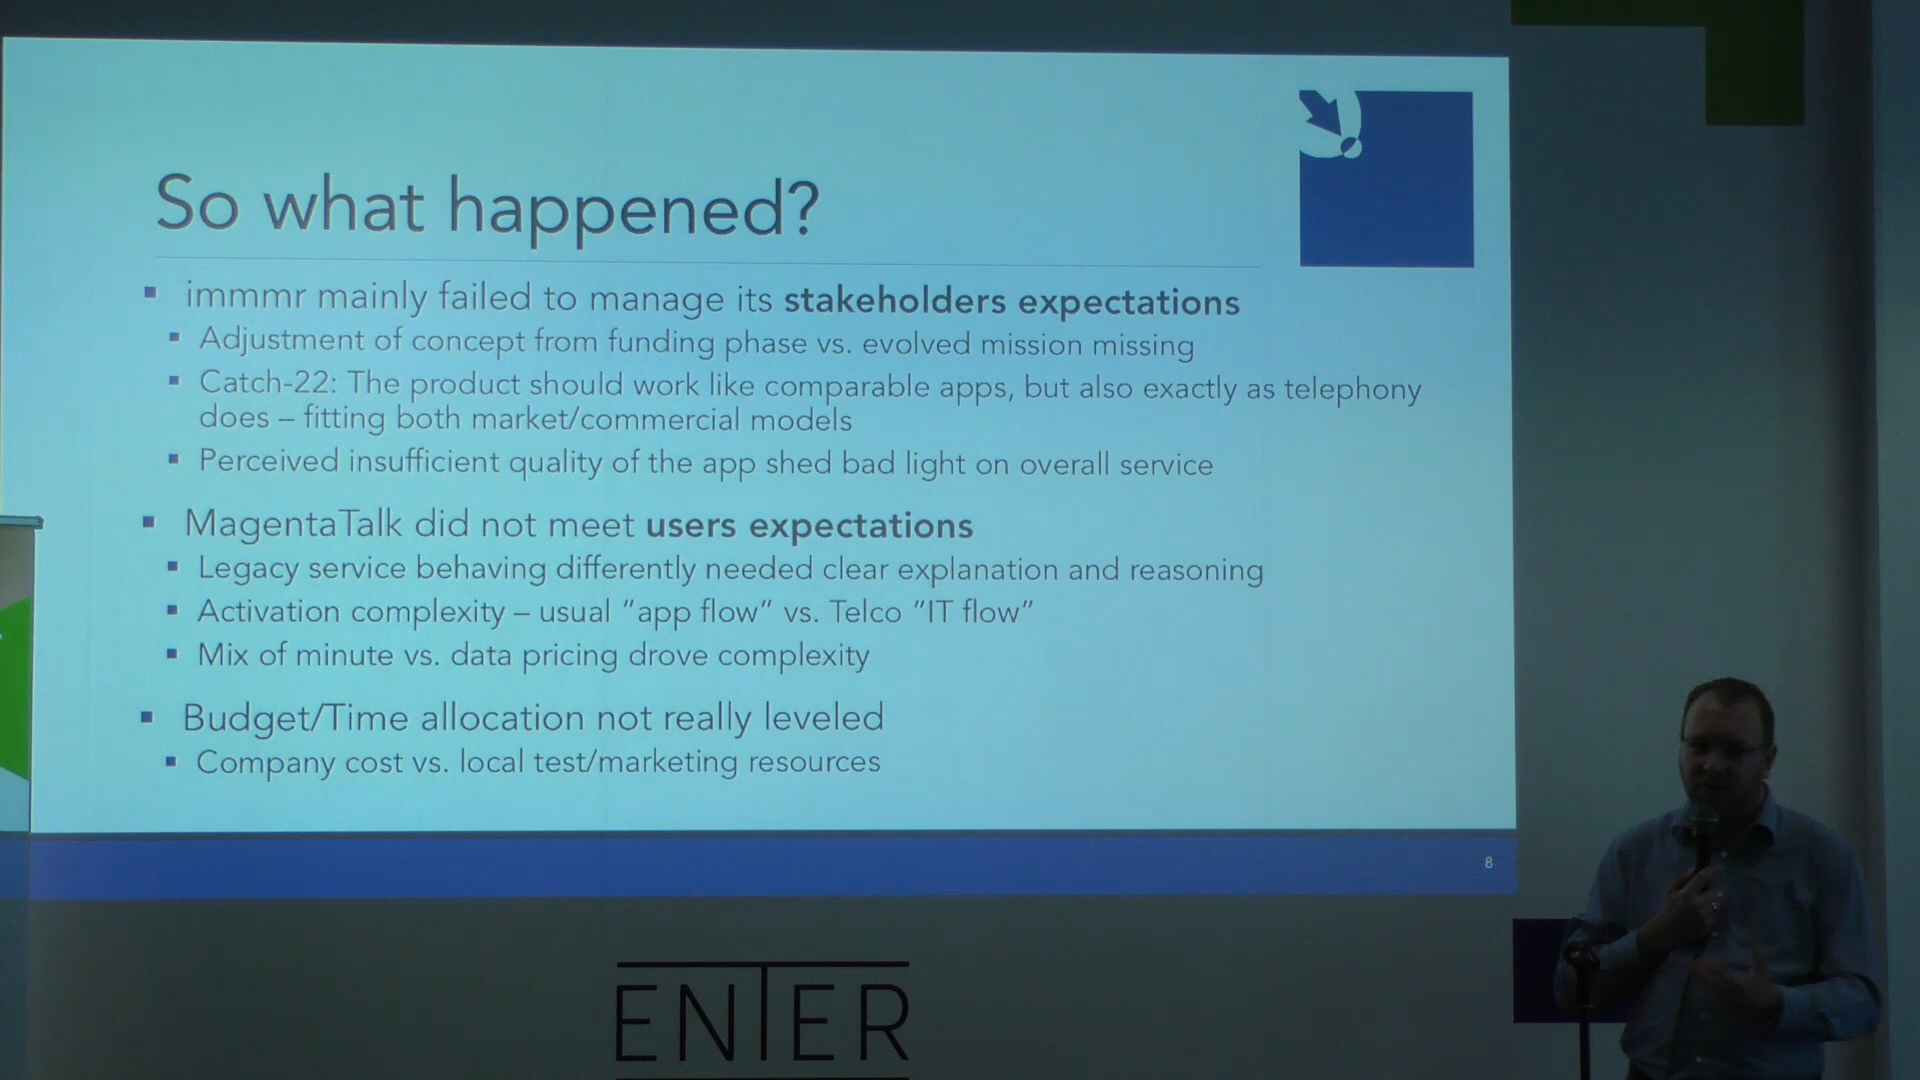 So what happened?
immmr mainly failed to manage its stakeholders expectations
Adjustment of concept from funding phase vs. evolved mission missing
Catch-22: The product should work like comparable apps, but also exactly as telephony
does – fitting both market/commercial models
Perceived insufficient quality of the app shed bad light on overall service
MagentaTalk did not meet users expectations
Legacy service behaving differently needed clear explanation and reasoning
Activation complexity – usual “app flow” vs. Telco “IT flow”
Mix of minute vs. data pricing drove complexity
Budget/Time allocation not really leveled
Company cost vs. local test/marketing resources
8
ENTER